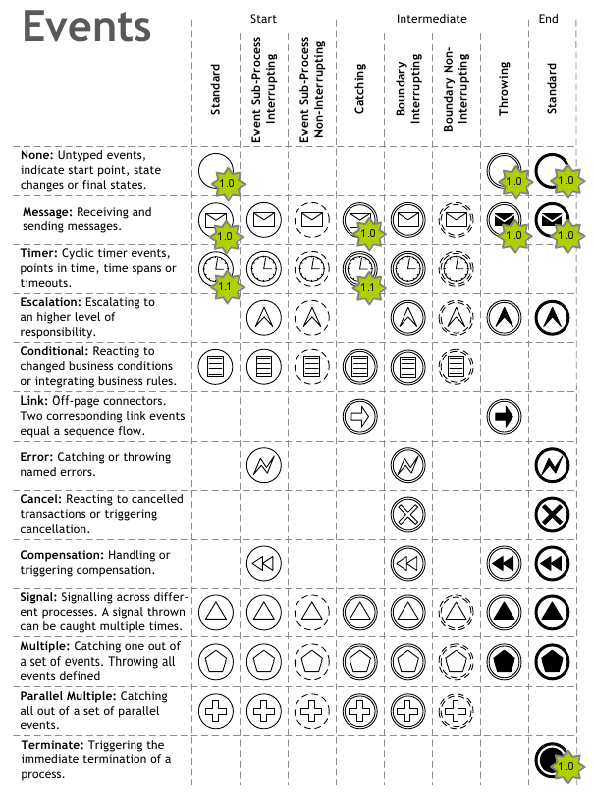 Events
Start
Intermediate
End
Standard
Event Sub-Process
Interrupting
Event Sub-Process
Non-Interrupting
Catching
Boundary
Interrupting
Boundary Non-
Interrupting
Throwing
Standard
None: Untyped events,
indicate start point, state
changes or final states.
1.0
1.0
1.0
Message: Receiving and
sending messages.
1.0
1.0
1.0
1.0
Timer: Cyclic timer events,
points in time, time spans or
timeouts.
1.1
1.1
Escalation: Escalating to
an higher level of
responsibility.
Conditional: Reacting to
changed business conditions
or integrating business rules.
Link: Off-page connectors.
Two corresponding link events
equal a sequence flow.
Error: Catching or throwing
named errors.
Cancel: Reacting to cancelled
transactions or triggering
cancellation.
Compensation: Handling or
triggering compensation.
Signal: Signalling across differ-
ent processes. A signal thrown
can be caught multiple times.
Multiple: Catching one out of
a set of events. Throwing all
events defined
Parallel Multiple: Catching
all out of a set of parallel
events.
Terminate: Triggering the
immediate termination of a
process.
1.0